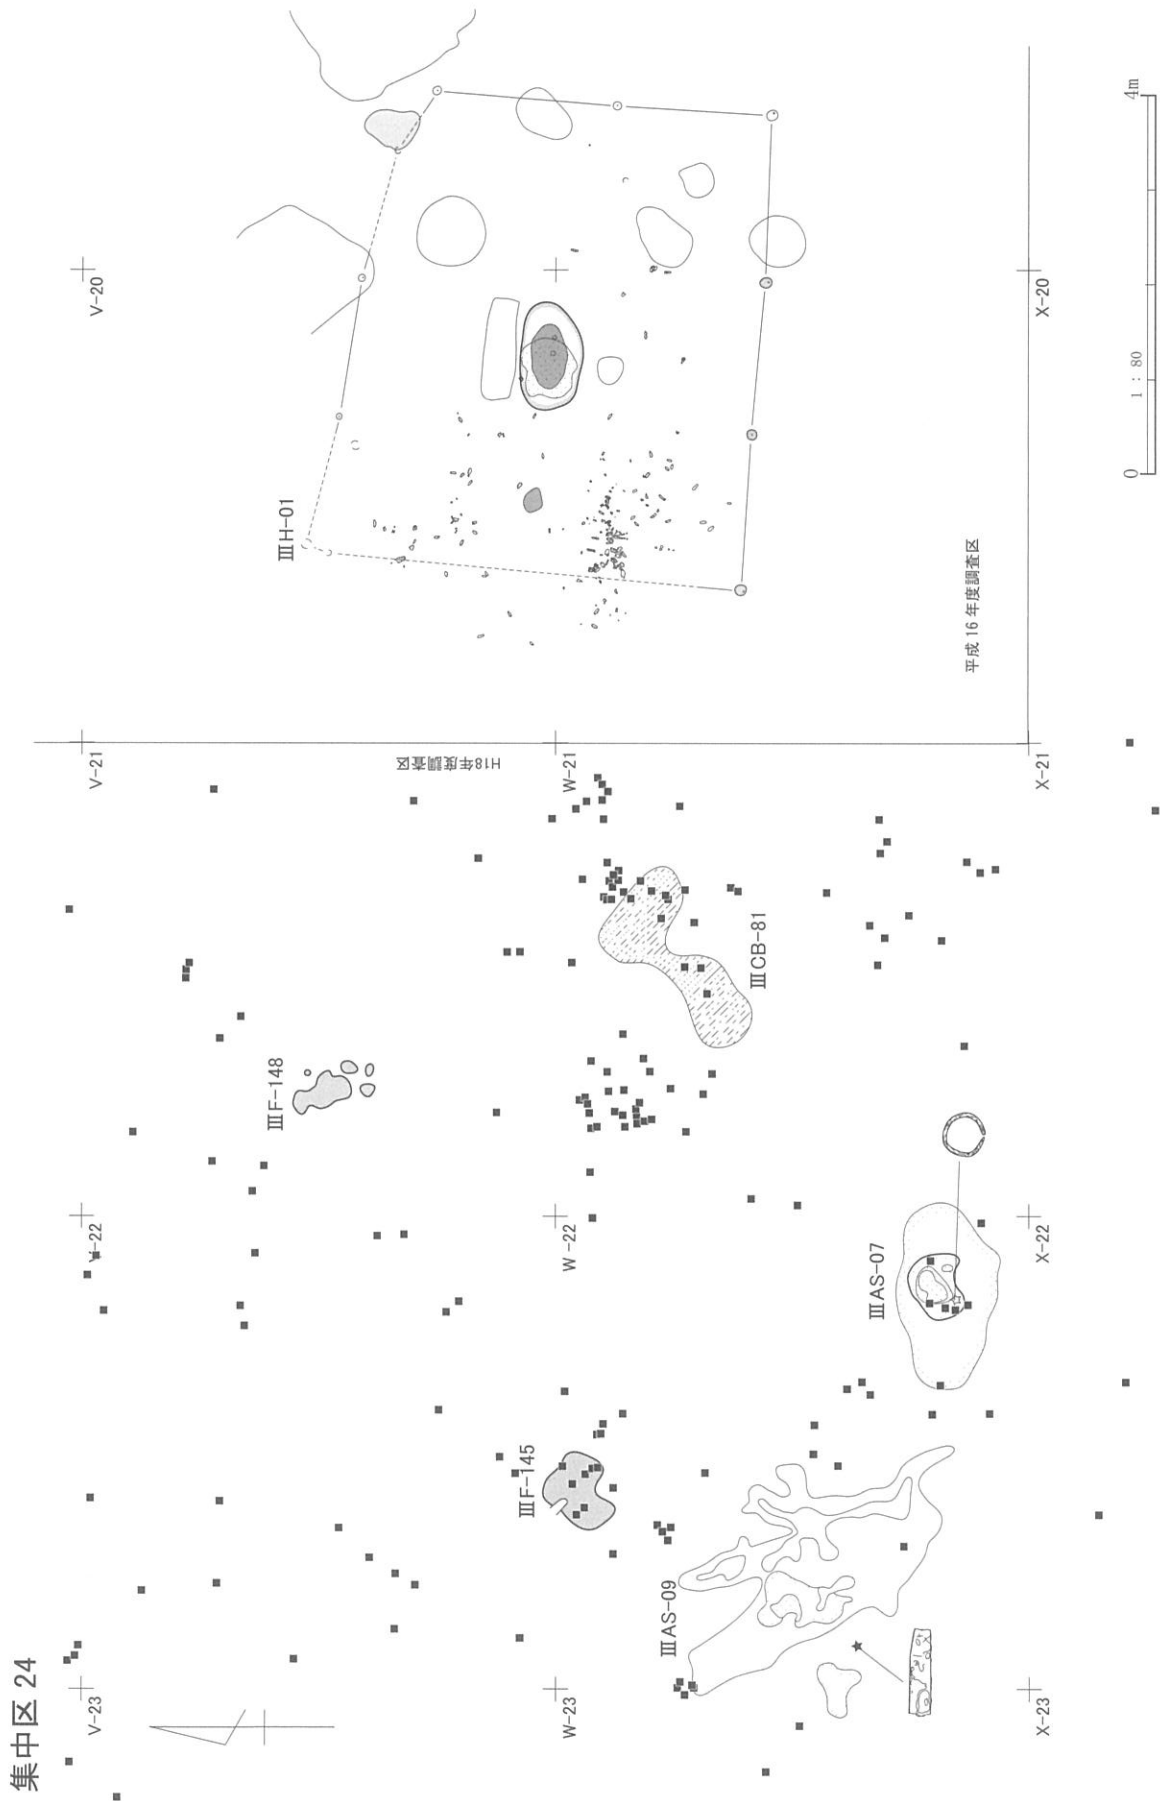 集中区 24
V-23
V-22
V-21
V-20
ⅢF-148
ⅢH-01
H18年度調査区
W-23
ⅢF-145
W-22
W-21
ⅢAS-09
ⅢCB-81
ⅢAS-07
平成 16 年度調査区
X-23
X-22
X-21
X-20
0
1 : 80
4m